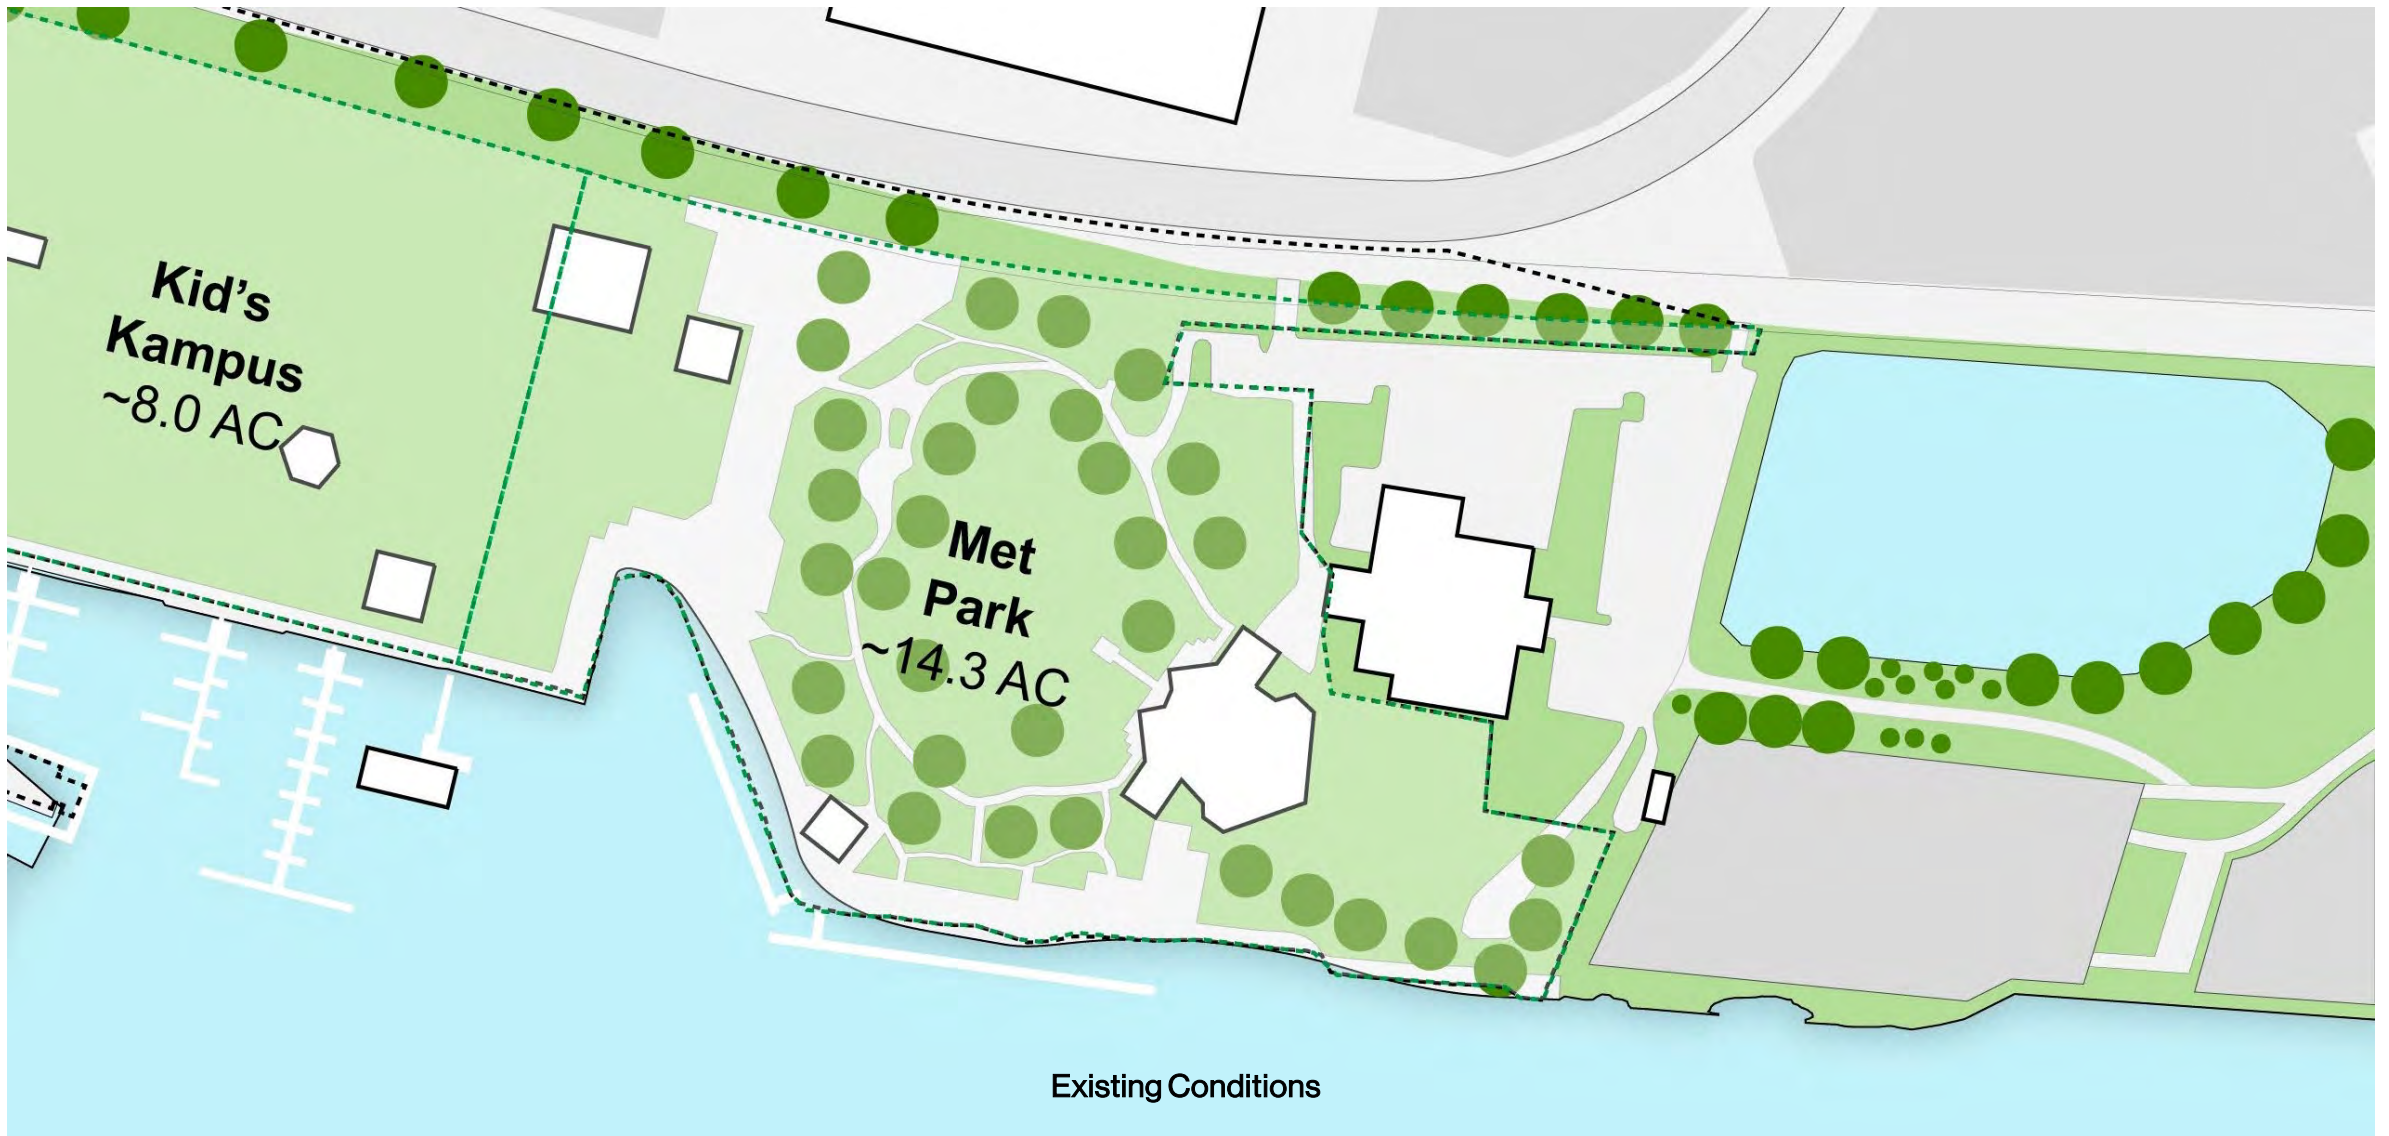 Kid’s
Kampus
~8.0 AC
Met
Park
~14.3 AC
Existing Conditions